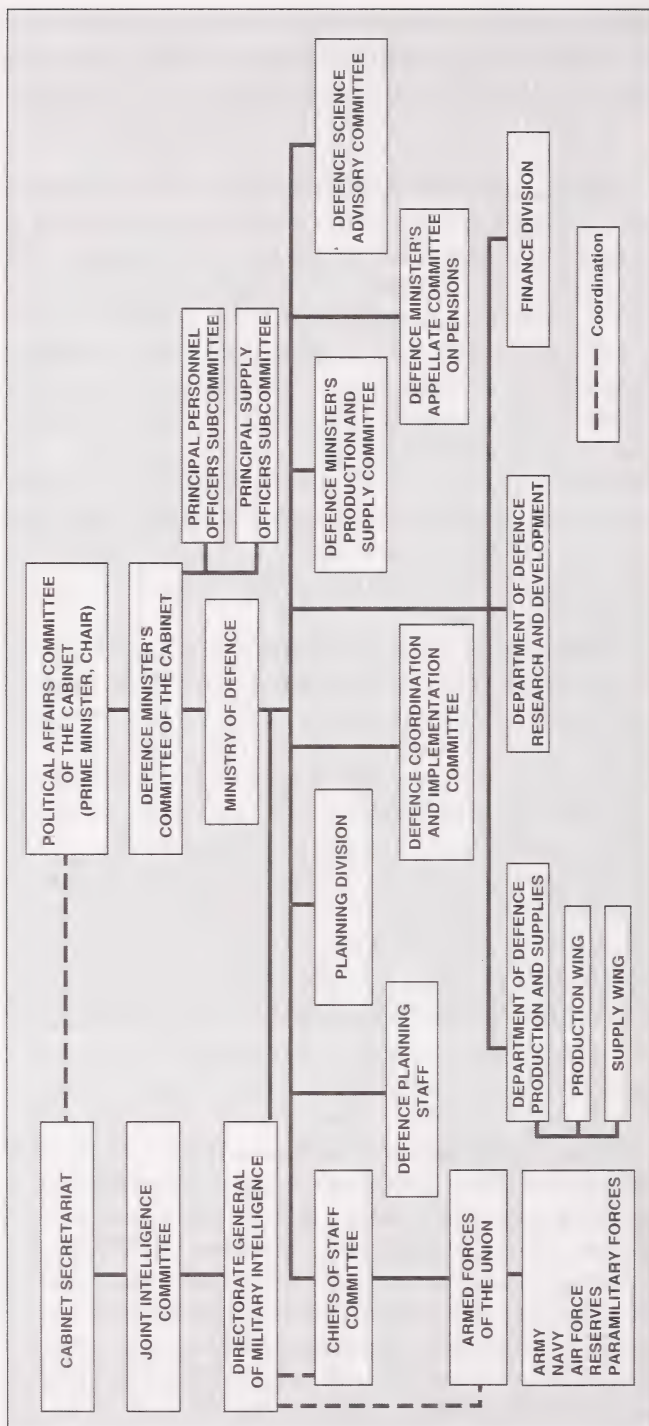 CABINET SECRETARIAT
POLITICAL AFFAIRS COMMITTEE
OF THE CABINET
(PRIME MINISTER, CHAIR)
JOINT INTELLIGENCE
COMMITTEE
DEFENCE MINISTER'S
COMMITTEE OF THE CABINET
PRINCIPAL PERSONNEL
OFFICERS SUBCOMMITTEE
PRINCIPAL SUPPLY
OFFICERS SUBCOMMITTEE
DIRECTORATE GENERAL
OF MILITARY INTELLIGENCE
MINISTRY OF DEFENCE
CHIEFS OF STAFF
COMMITTEE
PLANNING DIVISION
DEFENCE MINISTER'S
PRODUCTION AND
SUPPLY COMMITTEE
DEFENCE SCIENCE
ADVISORY COMMITTEE
DEFENCE PLANNING
STAFF
DEFENCE COORDINATION
AND IMPLEMENTATION
COMMITTEE
DEFENCE MINISTER'S
APPELLATE COMMITTEE
ON PENSIONS
ARMED FORCES
OF THE UNION
ARMY
NAVY
AIR FORCE
RESERVES
PARAMILITARY FORCES
DEPARTMENT OF DEFENCE
PRODUCTION AND SUPPLIES
PRODUCTION WING
SUPPLY WING
DEPARTMENT OF DEFENCE
RESEARCH AND DEVELOPMENT
FINANCE DIVISION
Coordination